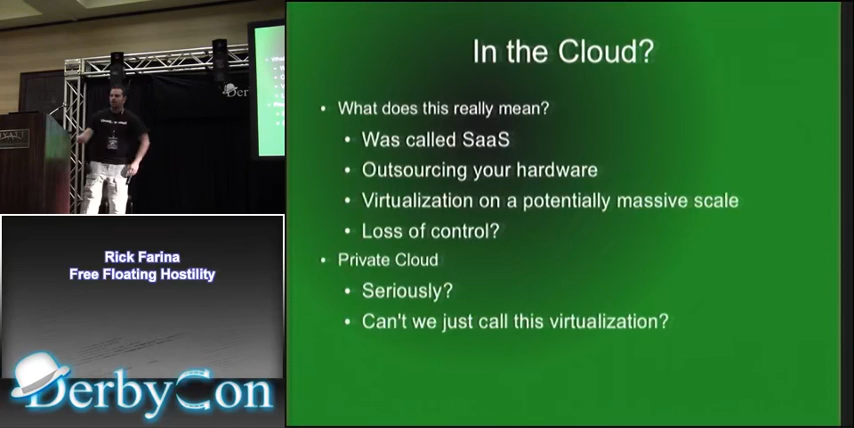 In the Cloud?
• What does this really mean?
• Was called SaaS
• Outsourcing your hardware
• Virtualization on a potentially massive scale
• Loss of control?
• Private Cloud
• Seriously?
• Can't we just call this virtualization?
Rick Farina
Free Floating Hostility
DerbyCon